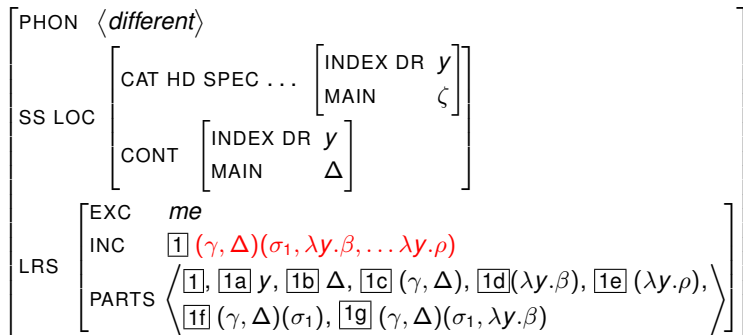 PHON ⟨different⟩
SS LOC
CAT HD SPEC ... [INDEX DR y
MAIN ζ]
CONT [INDEX DR y
MAIN Δ]
LRS
EXC me
INC [1] (γ, Δ)(σ₁, λy.β, ... λy.ρ)
PARTS ⟨[1], [1a] y, [1b] Δ, [1c] (γ, Δ), [1d](λy.β), [1e] (λy.ρ),
[1f] (γ, Δ)(σ₁), [1g] (γ, Δ)(σ₁, λy.β)⟩